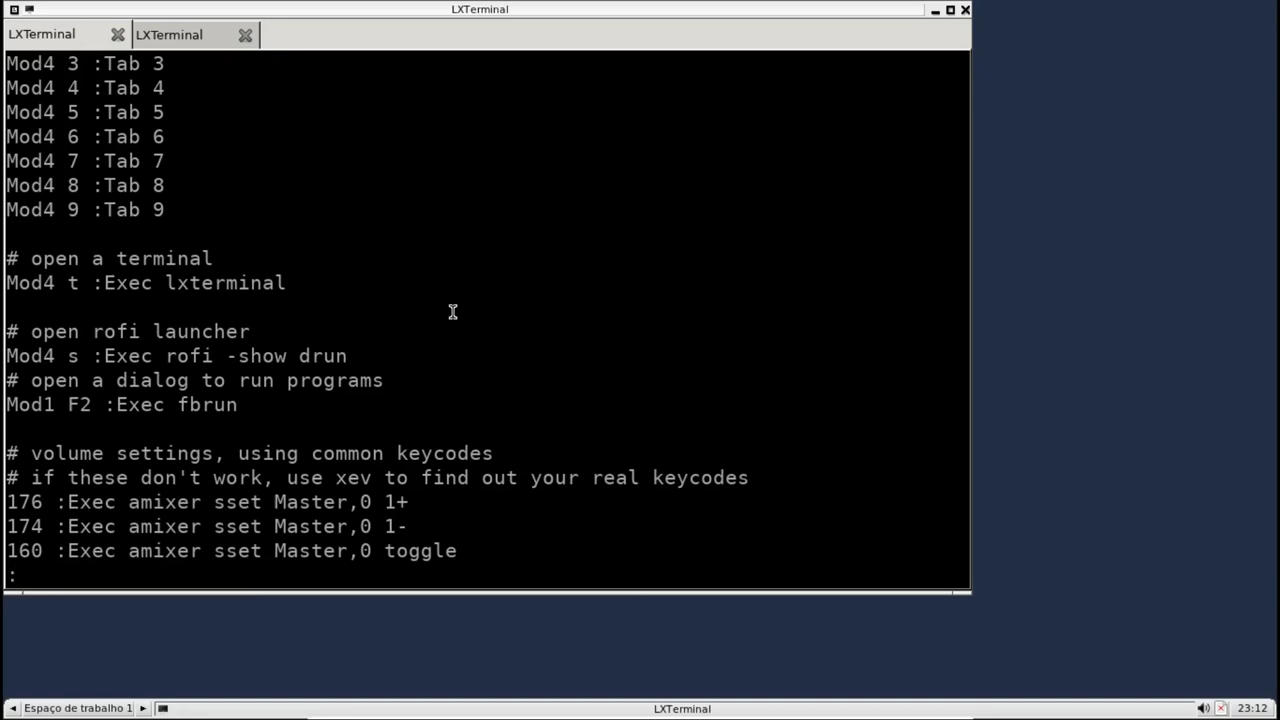 LXTerminal
LXTerminal LXTerminal
Mod4 3 :Tab 3
Mod4 4 :Tab 4
Mod4 5 :Tab 5
Mod4 6 :Tab 6
Mod4 7 :Tab 7
Mod4 8 :Tab 8
Mod4 9 :Tab 9
# open a terminal
Mod4 t :Exec lxterminal
# open rofi launcher
Mod4 s :Exec rofi -show drun
# open a dialog to run programs
Mod1 F2 :Exec fbrun
# volume settings, using common keycodes
# if these don't work, use xev to find out your real keycodes
176 :Exec amixer sset Master,0 1+
174 :Exec amixer sset Master,0 1-
160 :Exec amixer sset Master,0 toggle
:
Espaço de trabalho 1 LXTerminal 23:12